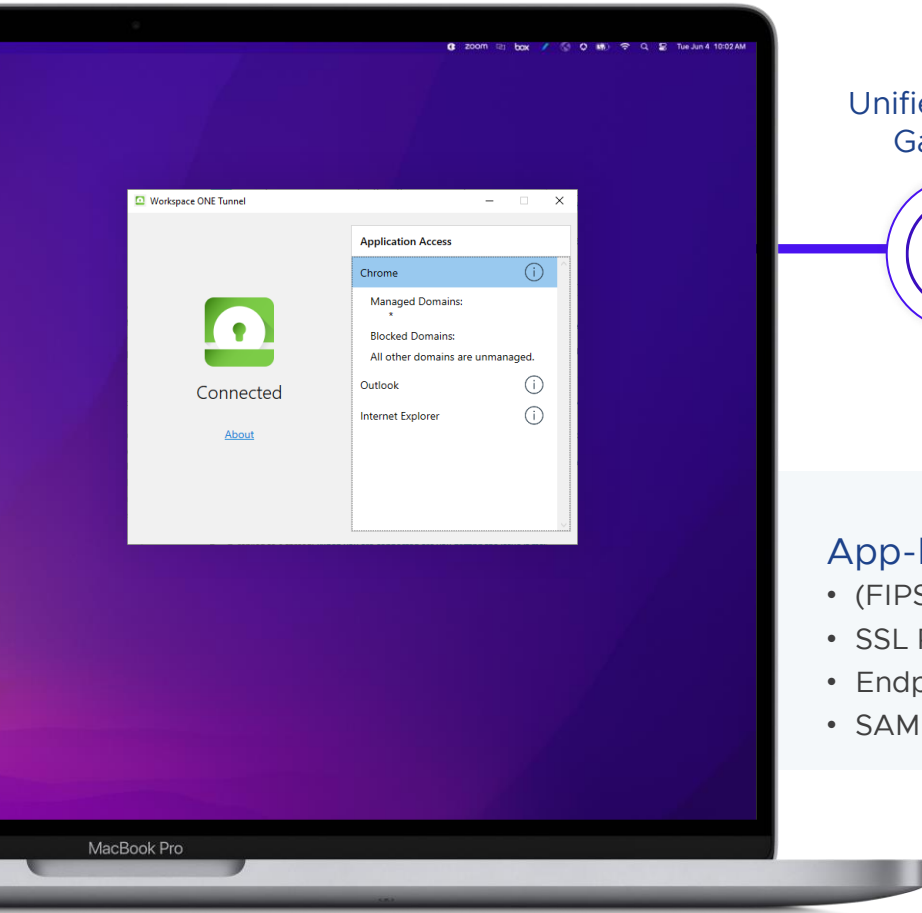 zoom box Tue Jun 4 10:02 AM
Workspace ONE Tunnel
Application Access
Chrome
Managed Domains:
*
Blocked Domains:
All other domains are unmanaged.
Outlook
Internet Explorer
Connected
About
MacBook Pro
Unifie
Ga
App-
• (FIPS
• SSL
• Endp
• SAM